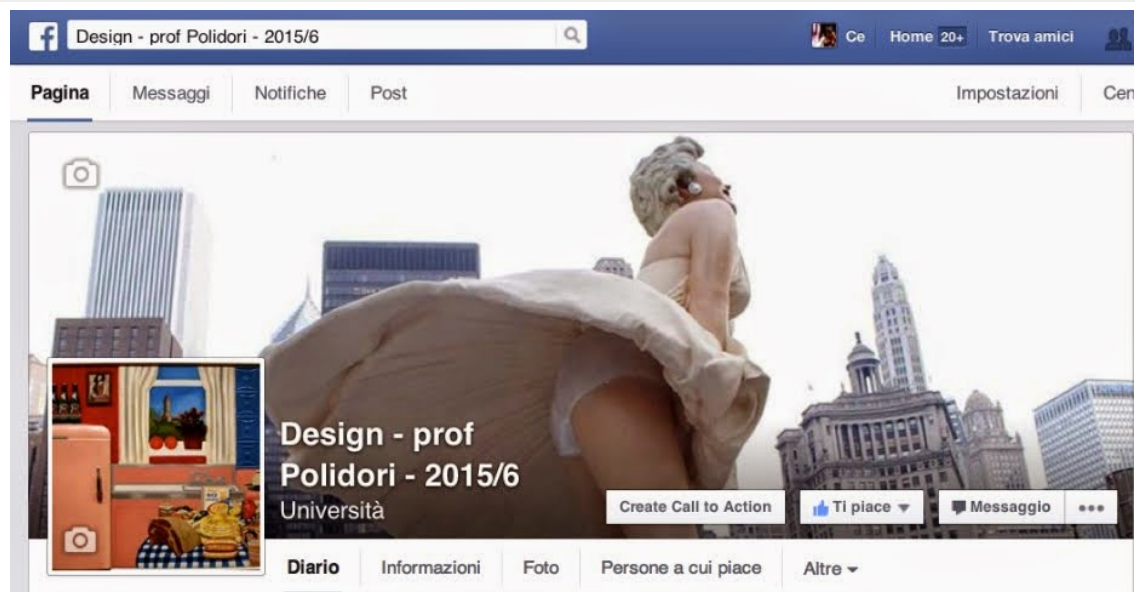 f Design - prof Polidori - 2015/6 Ce Home 20+ Trova amici
Pagina Messaggi Notifiche Post Impostazioni Cen
Design - prof
Polidori - 2015/6
Università
Create Call to Action Ti piace Messaggio
Diario Informazioni Foto Persone a cui piace Altre